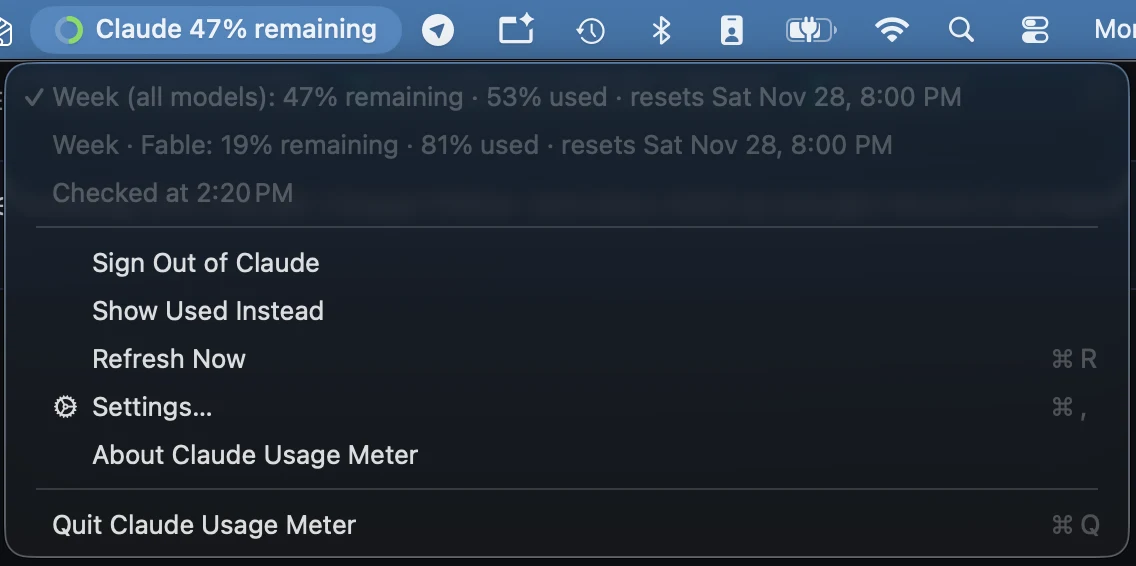 Claude 47% remaining
✓ Week (all models): 47% remaining · 53% used · resets Sat Nov 28, 8:00 PM
Week · Fable: 19% remaining · 81% used · resets Sat Nov 28, 8:00 PM
Checked at 2:20 PM
Sign Out of Claude
Show Used Instead
Refresh Now ⌘ R
Settings... ⌘ ,
About Claude Usage Meter
Quit Claude Usage Meter ⌘ Q